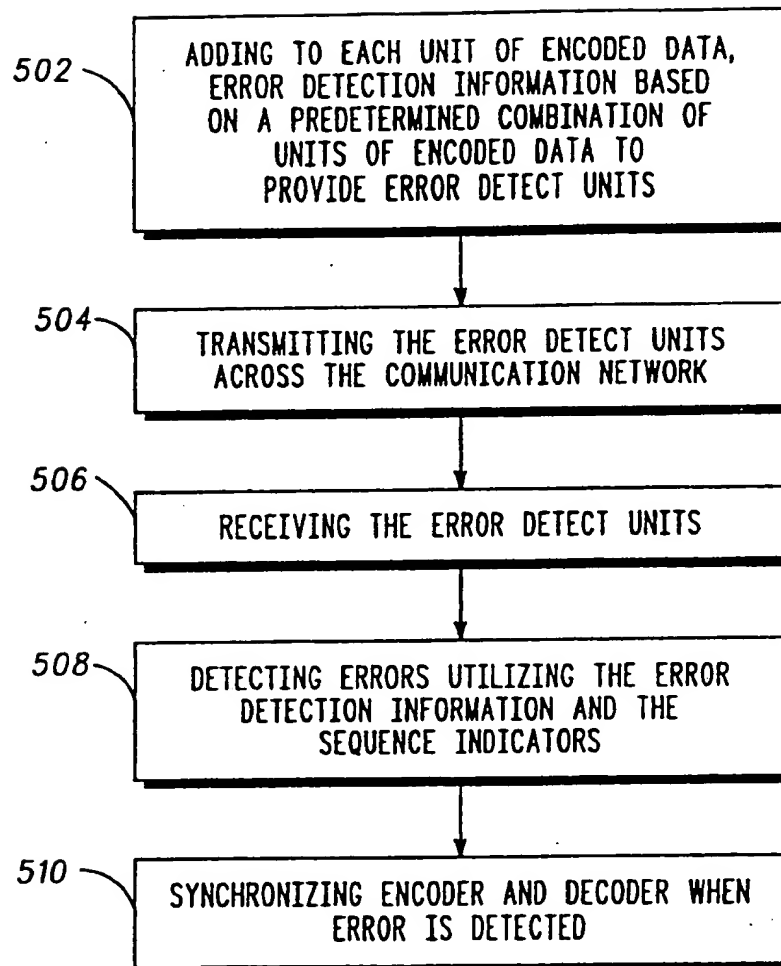 502
ADDING TO EACH UNIT OF ENCODED DATA,
ERROR DETECTION INFORMATION BASED
ON A PREDETERMINED COMBINATION OF
UNITS OF ENCODED DATA TO
PROVIDE ERROR DETECT UNITS
504
TRANSMITTING THE ERROR DETECT UNITS
ACROSS THE COMMUNICATION NETWORK
506
RECEIVING THE ERROR DETECT UNITS
508
DETECTING ERRORS UTILIZING THE ERROR
DETECTION INFORMATION AND THE
SEQUENCE INDICATORS
510
SYNCHRONIZING ENCODER AND DECODER WHEN
ERROR IS DETECTED